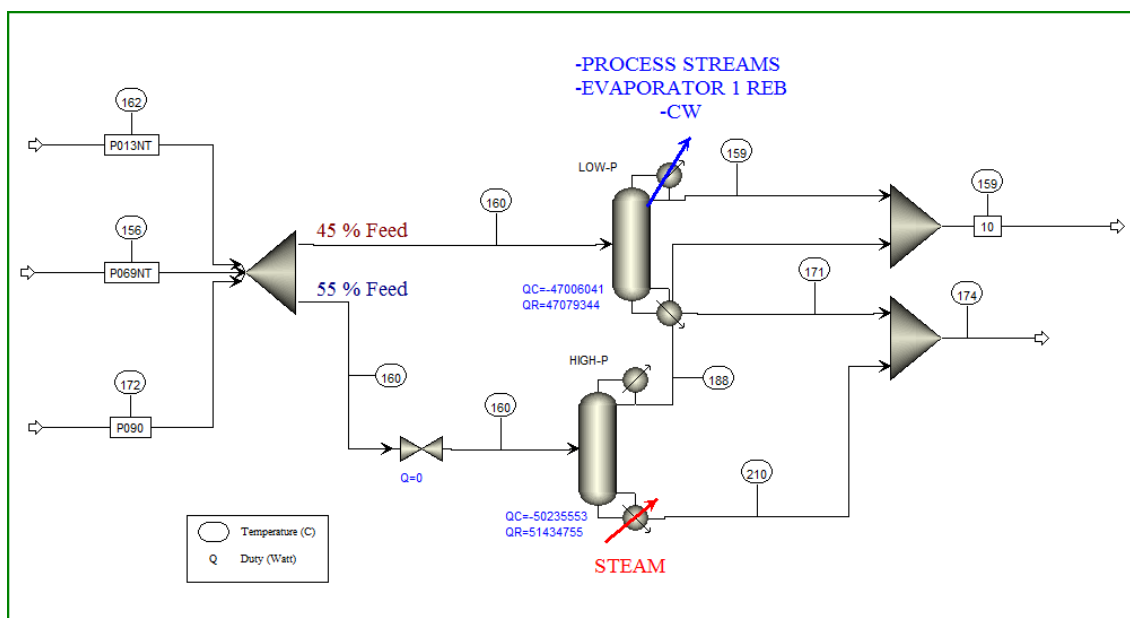 -PROCESS STREAMS
-EVAPORATOR 1 REB
-CW
162
P013NT
LOW-P
159
160
159
10
45 % Feed
156
P069NT
55 % Feed
QC=-47006041
QR=47079344
171
174
HIGH-P
188
172
P090
160
160
Q=0
210
QC=-50235553
QR=51434755
STEAM
Temperature (C)
Q Duty (Watt)